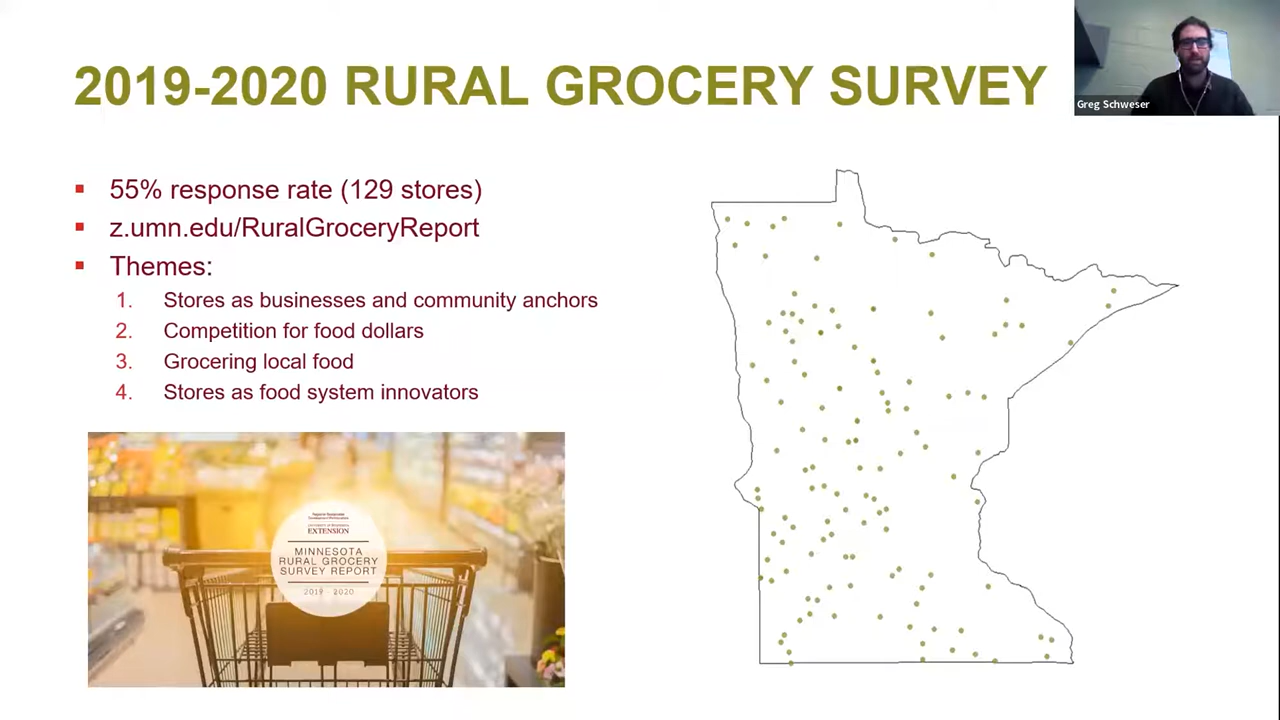 2019-2020 RURAL GROCERY SURVEY
Greg Schweser
▪ 55% response rate (129 stores)
▪ z.umn.edu/RuralGroceryReport
▪ Themes:
1. Stores as businesses and community anchors
2. Competition for food dollars
3. Grocering local food
4. Stores as food system innovators
EXTENSION
MINNESOTA
RURAL GROCERY
SURVEY REPORT
2019 - 2020